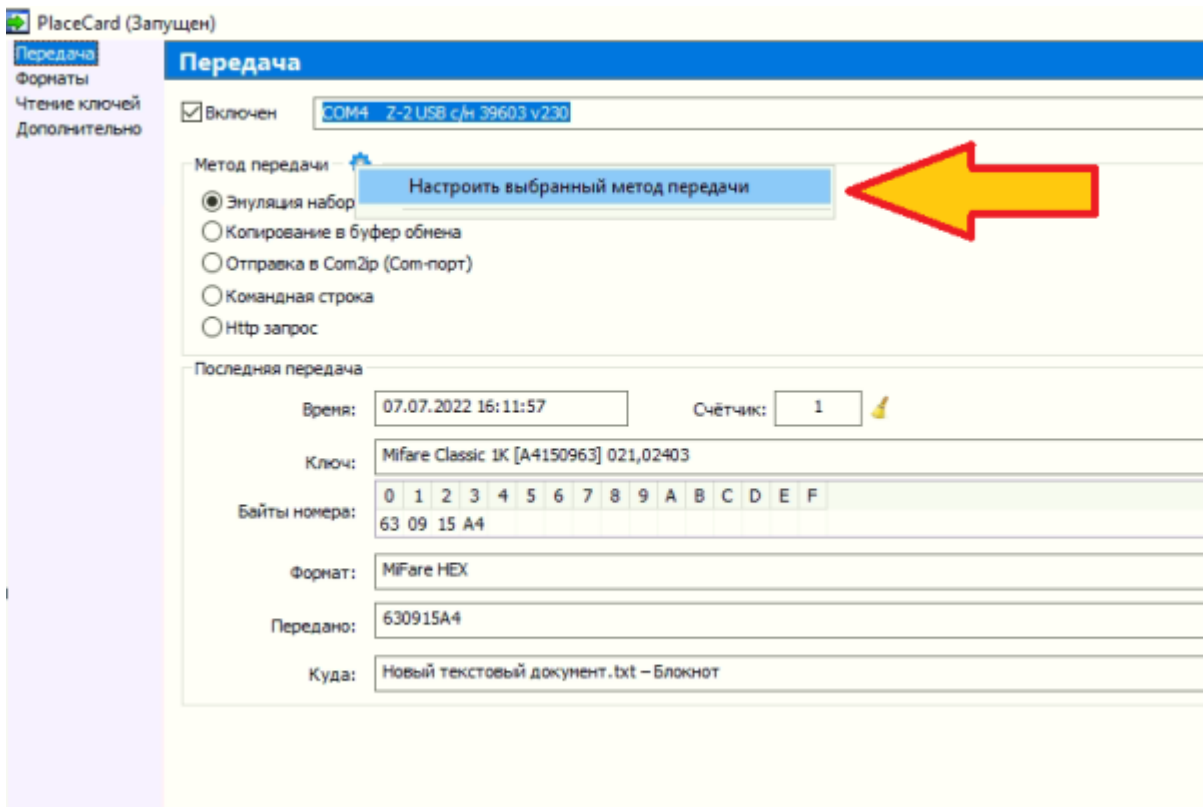 PlaceCard (Запущен)
Передача
Форматы
Чтение ключей
Дополнительно
Передача
Включен
COM4 Z-2 USB с/н 39603 v230
Метод передачи
Настроить выбранный метод передачи
Эмуляция набор
Копирование в буфер обмена
Отправка в Com2ip (Com-порт)
Командная строка
Http запрос
Последняя передача
Время: 07.07.2022 16:11:57 Счётчик: 1
Ключ: Mifare Classic 1K [A4150963] 021,02403
0 1 2 3 4 5 6 7 8 9 A B C D E F
Байты номера:
63 09 15 A4
Формат: MiFare HEX
Передано: 630915A4
Куда: Новый текстовый документ.txt – Блокнот